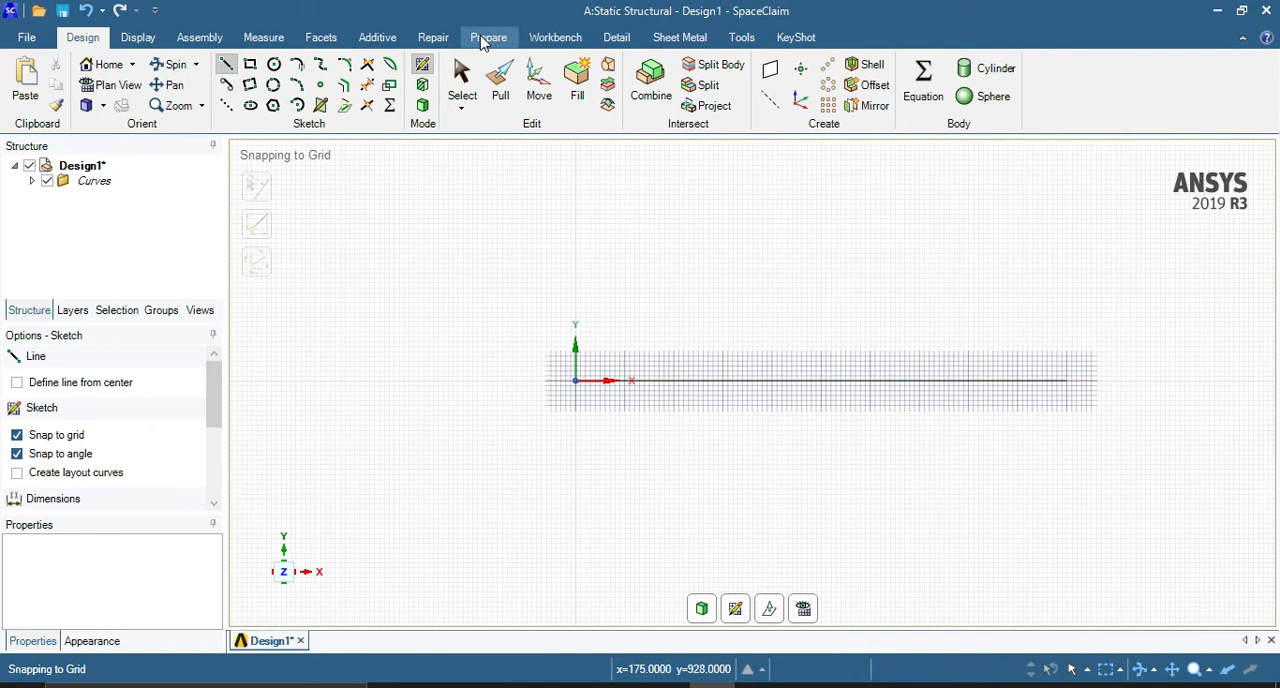 A:Static Structural - Design1 - SpaceClaim
File Design Display Assembly Measure Facets Additive Repair Prepare Workbench Detail Sheet Metal Tools KeyShot
Home Spin Split Body Shell Cylinder
Plan View Pan Split Offset
Paste Select Pull Move Fill Combine Equation Sphere
Zoom Project Mirror
Clipboard Orient Sketch Mode Edit Intersect Create Body
Structure
Design1*
Curves
Structure Layers Selection Groups Views
Options - Sketch
Line
Define line from center
Sketch
Snap to grid
Snap to angle
Create layout curves
Dimensions
Properties
Properties Appearance
Snapping to Grid
ANSYS
2019 R3
Y
X
Y
Z X
Design1*
Snapping to Grid
x=175.0000 y=928.0000